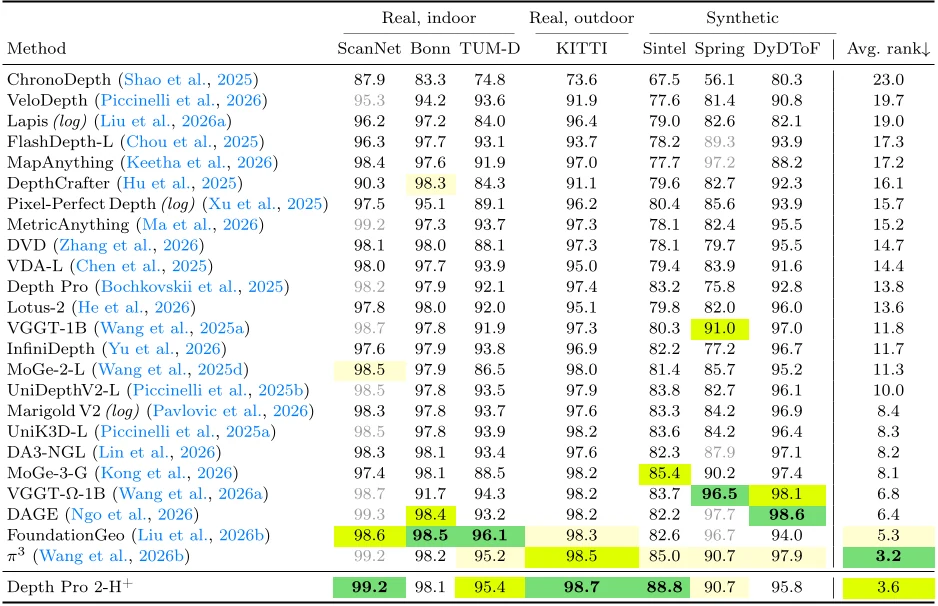 Real, indoor Real, outdoor Synthetic
Method ScanNet Bonn TUM-D KITTI Sintel Spring DyDToF Avg. rank↓
ChronoDepth (Shao et al., 2025) 87.9 83.3 74.8 73.6 67.5 56.1 80.3 23.0
VeloDepth (Piccinelli et al., 2026) 95.3 94.2 93.6 91.9 77.6 81.4 90.8 19.7
Lapis (log) (Liu et al., 2026a) 96.2 97.2 84.0 96.4 79.0 82.6 82.1 19.0
FlashDepth-L (Chou et al., 2025) 96.3 97.7 93.1 93.7 78.2 89.3 93.9 17.3
MapAnything (Keetha et al., 2026) 98.4 97.6 91.9 97.0 77.7 97.2 88.2 17.2
DepthCrafter (Hu et al., 2025) 90.3 98.3 84.3 91.1 79.6 82.7 92.3 16.1
Pixel-Perfect Depth (log) (Xu et al., 2025) 97.5 95.1 89.1 96.2 80.4 85.6 93.9 15.7
MetricAnything (Ma et al., 2026) 99.2 97.3 93.7 97.3 78.1 82.4 95.5 15.2
DVD (Zhang et al., 2026) 98.1 98.0 88.1 97.3 78.1 79.7 95.5 14.7
VDA-L (Chen et al., 2025) 98.0 97.7 93.9 95.0 79.4 83.9 91.6 14.4
Depth Pro (Bochkovskii et al., 2025) 98.2 97.9 92.1 97.4 83.2 75.8 92.8 13.8
Lotus-2 (He et al., 2026) 97.8 98.0 92.0 95.1 79.8 82.0 96.0 13.6
VGGT-1B (Wang et al., 2025a) 98.7 97.8 91.9 97.3 80.3 91.0 97.0 11.8
InfiniDepth (Yu et al., 2026) 97.6 97.9 93.8 96.9 82.2 77.2 96.7 11.7
MoGe-2-L (Wang et al., 2025d) 98.5 97.9 86.5 98.0 81.4 85.7 95.2 11.3
UniDepthV2-L (Piccinelli et al., 2025b) 98.5 97.8 93.5 97.9 83.8 82.7 96.1 10.0
Marigold V2 (log) (Pavlovic et al., 2026) 98.3 97.8 93.7 97.6 83.3 84.2 96.9 8.4
UniK3D-L (Piccinelli et al., 2025a) 98.5 97.8 93.9 98.2 83.6 84.2 96.4 8.3
DA3-NGL (Lin et al., 2026) 98.3 98.1 93.4 97.6 82.3 87.9 97.1 8.2
MoGe-3-G (Kong et al., 2026) 97.4 98.1 88.5 98.2 85.4 90.2 97.4 8.1
VGGT-Ω-1B (Wang et al., 2026a) 98.7 91.7 94.3 98.2 83.7 96.5 98.1 6.8
DAGE (Ngo et al., 2026) 99.3 98.4 93.2 98.2 82.2 97.7 98.6 6.4
FoundationGeo (Liu et al., 2026b) 98.6 98.5 96.1 98.3 82.6 96.7 94.0 5.3
π³ (Wang et al., 2026b) 99.2 98.2 95.2 98.5 85.0 90.7 97.9 3.2
Depth Pro 2-H⁺ 99.2 98.1 95.4 98.7 88.8 90.7 95.8 3.6